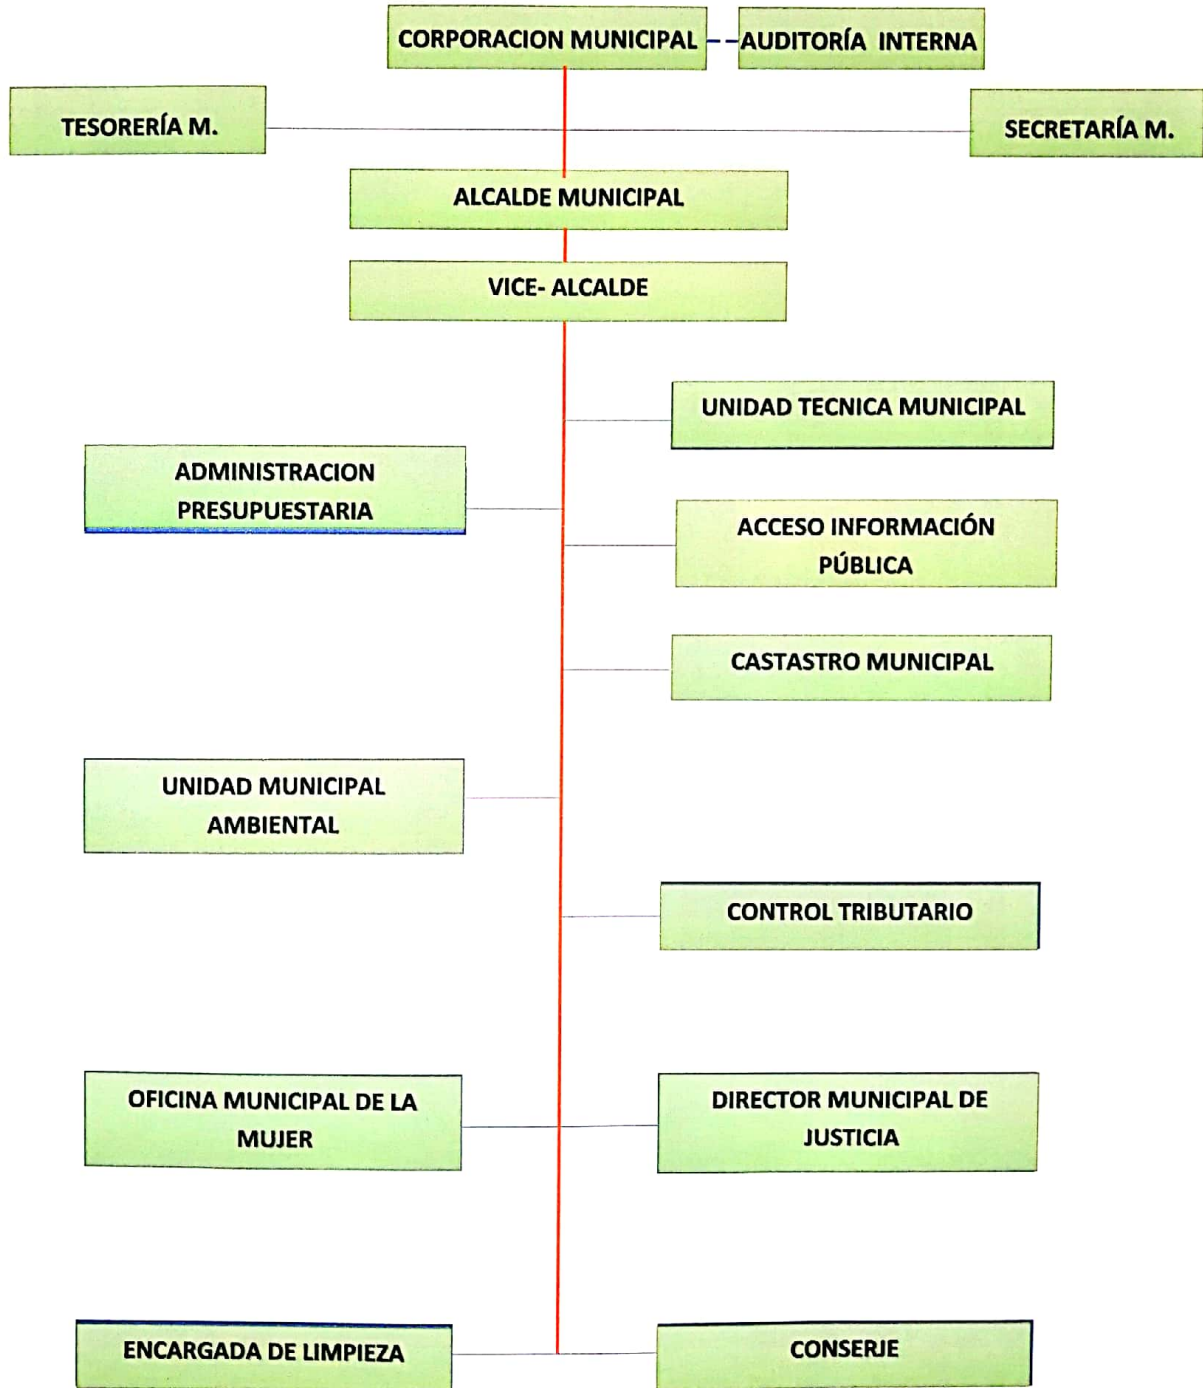 CORPORACION MUNICIPAL
AUDITORÍA INTERNA
TESORERÍA M.
SECRETARÍA M.
ALCALDE MUNICIPAL
VICE- ALCALDE
UNIDAD TECNICA MUNICIPAL
ADMINISTRACION
PRESUPUESTARIA
ACCESO INFORMACIÓN
PÚBLICA
CASTASTRO MUNICIPAL
UNIDAD MUNICIPAL
AMBIENTAL
CONTROL TRIBUTARIO
OFICINA MUNICIPAL DE LA
MUJER
DIRECTOR MUNICIPAL DE
JUSTICIA
ENCARGADA DE LIMPIEZA
CONSERJE